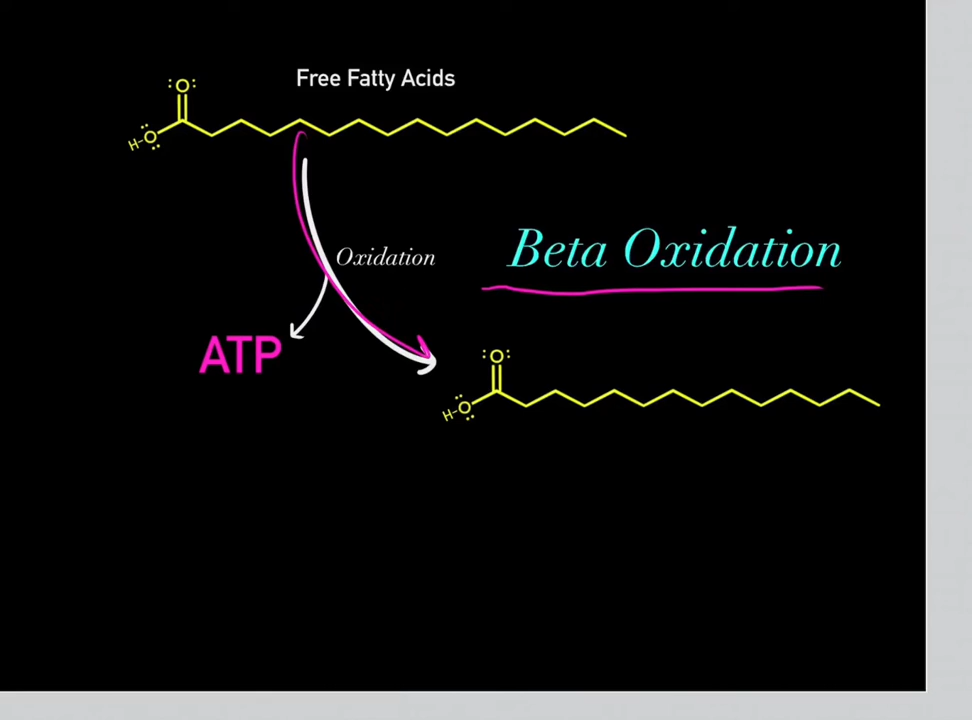 Free Fatty Acids
:O:
H-O
Oxidation
Beta Oxidation
ATP
:O:
H-O